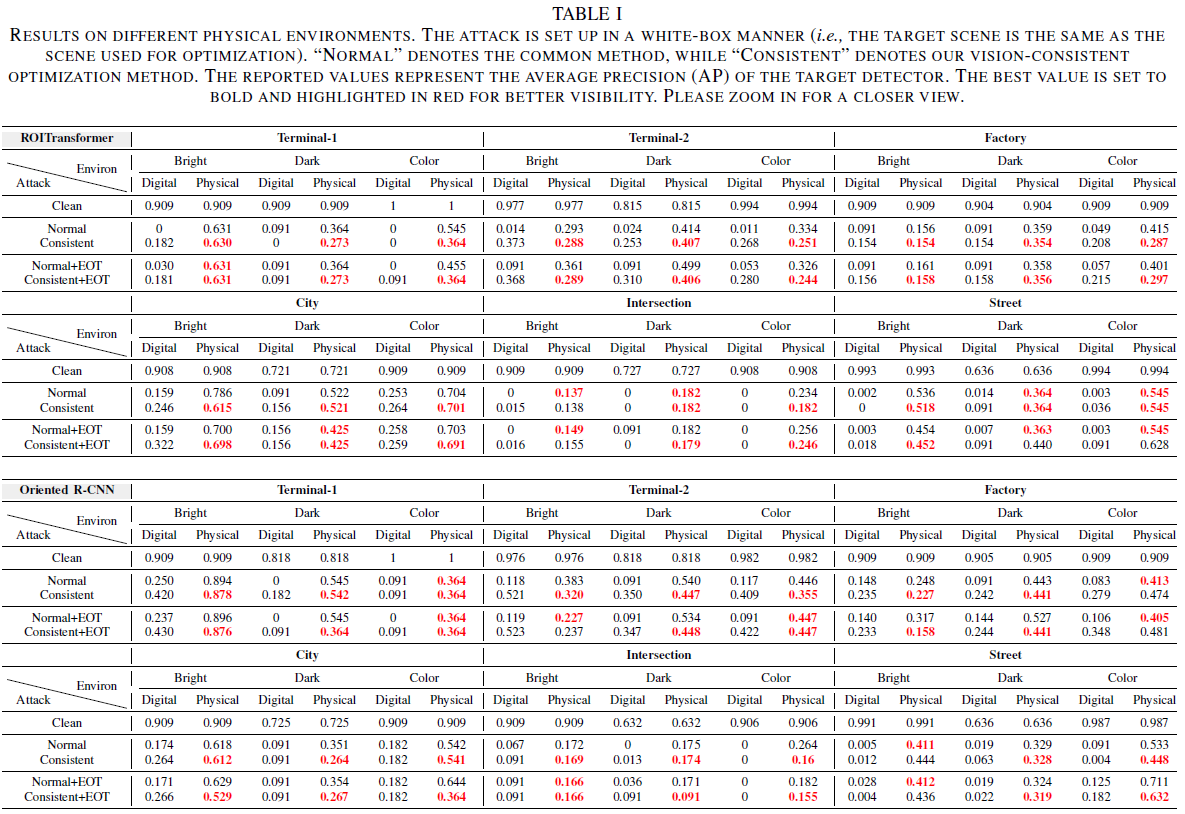 TABLE I
RESULTS ON DIFFERENT PHYSICAL ENVIRONMENTS. THE ATTACK IS SET UP IN A WHITE-BOX MANNER (i.e., THE TARGET SCENE IS THE SAME AS THE
SCENE USED FOR OPTIMIZATION). “NORMAL” DENOTES THE COMMON METHOD, WHILE “CONSISTENT” DENOTES OUR VISION-CONSISTENT
OPTIMIZATION METHOD. THE REPORTED VALUES REPRESENT THE AVERAGE PRECISION (AP) OF THE TARGET DETECTOR. THE BEST VALUE IS SET TO
BOLD AND HIGHLIGHTED IN RED FOR BETTER VISIBILITY. PLEASE ZOOM IN FOR A CLOSER VIEW.
ROITransformer Terminal-1 Terminal-2 Factory
Environ Bright Dark Color Bright Dark Color Bright Dark Color
Attack Digital Physical Digital Physical Digital Physical Digital Physical Digital Physical Digital Physical Digital Physical Digital Physical Digital Physical
Clean 0.909 0.909 0.909 0.909 1 1 0.977 0.977 0.815 0.815 0.994 0.994 0.909 0.909 0.904 0.904 0.909 0.909
Normal 0 0.631 0.091 0.364 0 0.545 0.014 0.293 0.024 0.414 0.011 0.334 0.091 0.156 0.091 0.359 0.049 0.415
Consistent 0.182 0.630 0 0.273 0 0.364 0.373 0.288 0.253 0.407 0.268 0.251 0.154 0.154 0.154 0.354 0.208 0.287
Normal+EOT 0.030 0.631 0.091 0.364 0 0.455 0.091 0.361 0.091 0.499 0.053 0.326 0.091 0.161 0.091 0.358 0.057 0.401
Consistent+EOT 0.181 0.631 0.091 0.273 0.091 0.364 0.368 0.289 0.310 0.406 0.280 0.244 0.156 0.158 0.158 0.356 0.215 0.297
City Intersection Street
Environ Bright Dark Color Bright Dark Color Bright Dark Color
Attack Digital Physical Digital Physical Digital Physical Digital Physical Digital Physical Digital Physical Digital Physical Digital Physical Digital Physical
Clean 0.908 0.908 0.721 0.721 0.909 0.909 0.909 0.909 0.727 0.727 0.908 0.908 0.993 0.993 0.636 0.636 0.994 0.994
Normal 0.159 0.786 0.091 0.522 0.253 0.704 0 0.137 0 0.182 0 0.234 0.002 0.536 0.014 0.364 0.003 0.545
Consistent 0.246 0.615 0.156 0.521 0.264 0.701 0.015 0.138 0 0.182 0 0.182 0 0.518 0.091 0.364 0.036 0.545
Normal+EOT 0.159 0.700 0.156 0.425 0.258 0.703 0 0.149 0.091 0.182 0 0.256 0.003 0.454 0.007 0.363 0.003 0.545
Consistent+EOT 0.322 0.698 0.156 0.425 0.259 0.691 0.016 0.155 0 0.179 0 0.246 0.018 0.452 0.091 0.440 0.091 0.628
Oriented R-CNN Terminal-1 Terminal-2 Factory
Environ Bright Dark Color Bright Dark Color Bright Dark Color
Attack Digital Physical Digital Physical Digital Physical Digital Physical Digital Physical Digital Physical Digital Physical Digital Physical Digital Physical
Clean 0.909 0.909 0.818 0.818 1 1 0.976 0.976 0.818 0.818 0.982 0.982 0.909 0.909 0.905 0.905 0.909 0.909
Normal 0.250 0.894 0 0.545 0.091 0.364 0.118 0.383 0.091 0.540 0.117 0.446 0.148 0.248 0.091 0.443 0.083 0.413
Consistent 0.420 0.878 0.182 0.542 0.091 0.364 0.521 0.320 0.350 0.447 0.409 0.355 0.235 0.227 0.242 0.441 0.279 0.474
Normal+EOT 0.237 0.896 0 0.545 0 0.364 0.119 0.227 0.091 0.534 0.091 0.447 0.140 0.317 0.144 0.527 0.106 0.405
Consistent+EOT 0.430 0.876 0.091 0.364 0.091 0.364 0.523 0.237 0.347 0.448 0.422 0.447 0.233 0.158 0.244 0.441 0.348 0.481
City Intersection Street
Environ Bright Dark Color Bright Dark Color Bright Dark Color
Attack Digital Physical Digital Physical Digital Physical Digital Physical Digital Physical Digital Physical Digital Physical Digital Physical Digital Physical
Clean 0.909 0.909 0.725 0.725 0.909 0.909 0.909 0.909 0.632 0.632 0.906 0.906 0.991 0.991 0.636 0.636 0.987 0.987
Normal 0.174 0.618 0.091 0.351 0.182 0.542 0.067 0.172 0 0.175 0 0.264 0.005 0.411 0.019 0.329 0.091 0.533
Consistent 0.264 0.612 0.091 0.264 0.182 0.541 0.091 0.169 0.013 0.174 0 0.16 0.012 0.444 0.063 0.328 0.004 0.448
Normal+EOT 0.171 0.629 0.091 0.354 0.182 0.644 0.091 0.166 0.036 0.171 0 0.182 0.028 0.412 0.019 0.324 0.125 0.711
Consistent+EOT 0.266 0.529 0.091 0.267 0.182 0.364 0.091 0.166 0.091 0.091 0 0.155 0.004 0.436 0.022 0.319 0.182 0.632